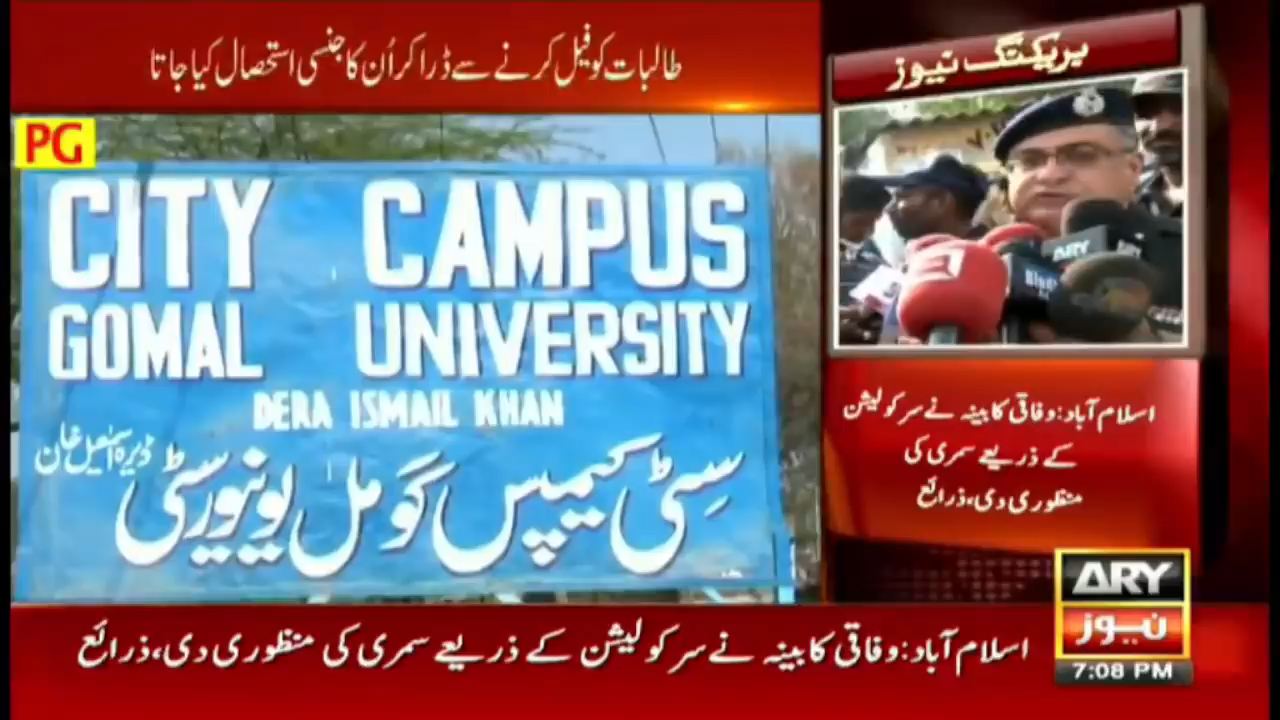 طالبات کو فیل کرنے سے ڈرا کر اُن کا جنسی استحصال کیا جاتا
بریکنگ نیوز
PG
CITY CAMPUS
GOMAL UNIVERSITY
DERA ISMAIL KHAN
ڈیرہ اسمٰعیل خان
سِٹی کیمپس گومل یونیورسٹی
ARY
اسلام آباد: وفاقی کابینہ نے سرکولیشن
کے ذریعے سمری کی
منظوری دی، ذرائع
اسلام آباد: وفاقی کابینہ نے سرکولیشن کے ذریعے سمری کی منظوری دی، ذرائع
ARY
نیوز
7:08 PM